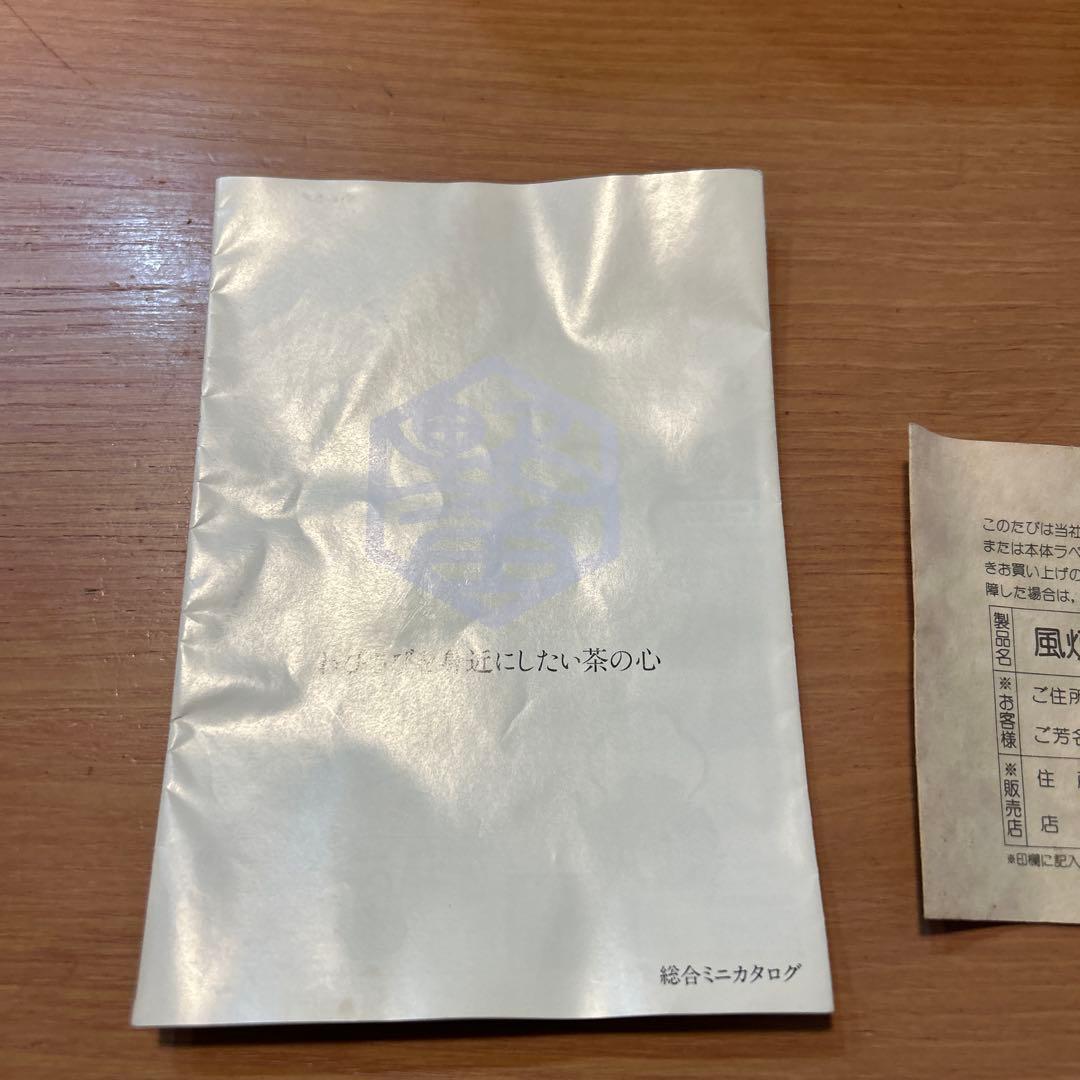 身近にしたい茶の心
総合ミニカタログ
このたびは当社
または本体ラベ
きお買い上げの
障した場合は,
製品名
風
※お客様
ご住所
ご芳名
※販売店
住
店
※印欄に記入